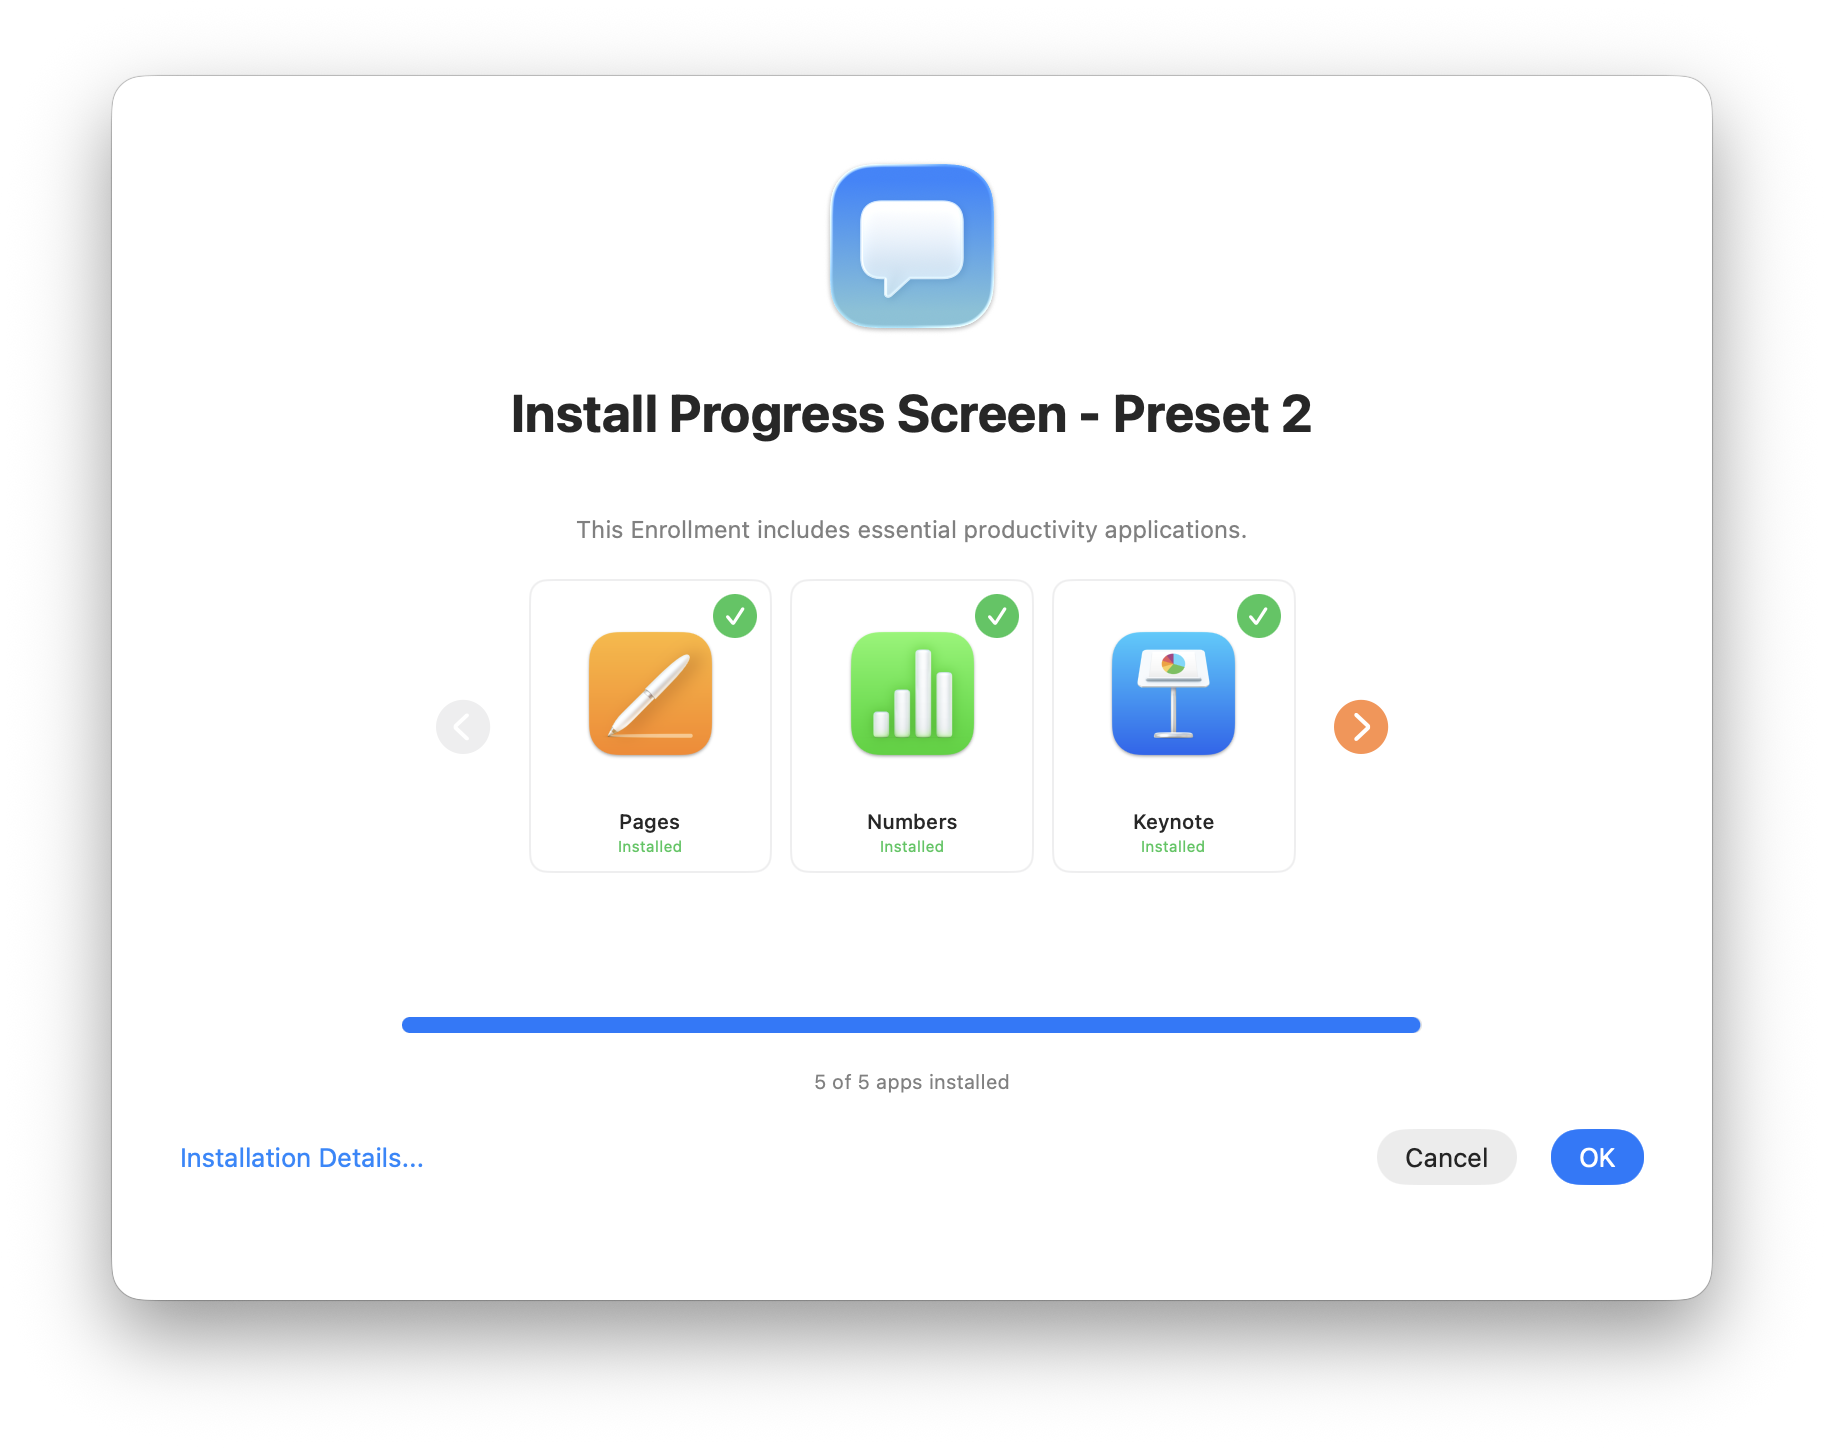 Install Progress Screen - Preset 2
This Enrollment includes essential productivity applications.
Pages
Installed
Numbers
Installed
Keynote
Installed
5 of 5 apps installed
Installation Details...
Cancel
OK